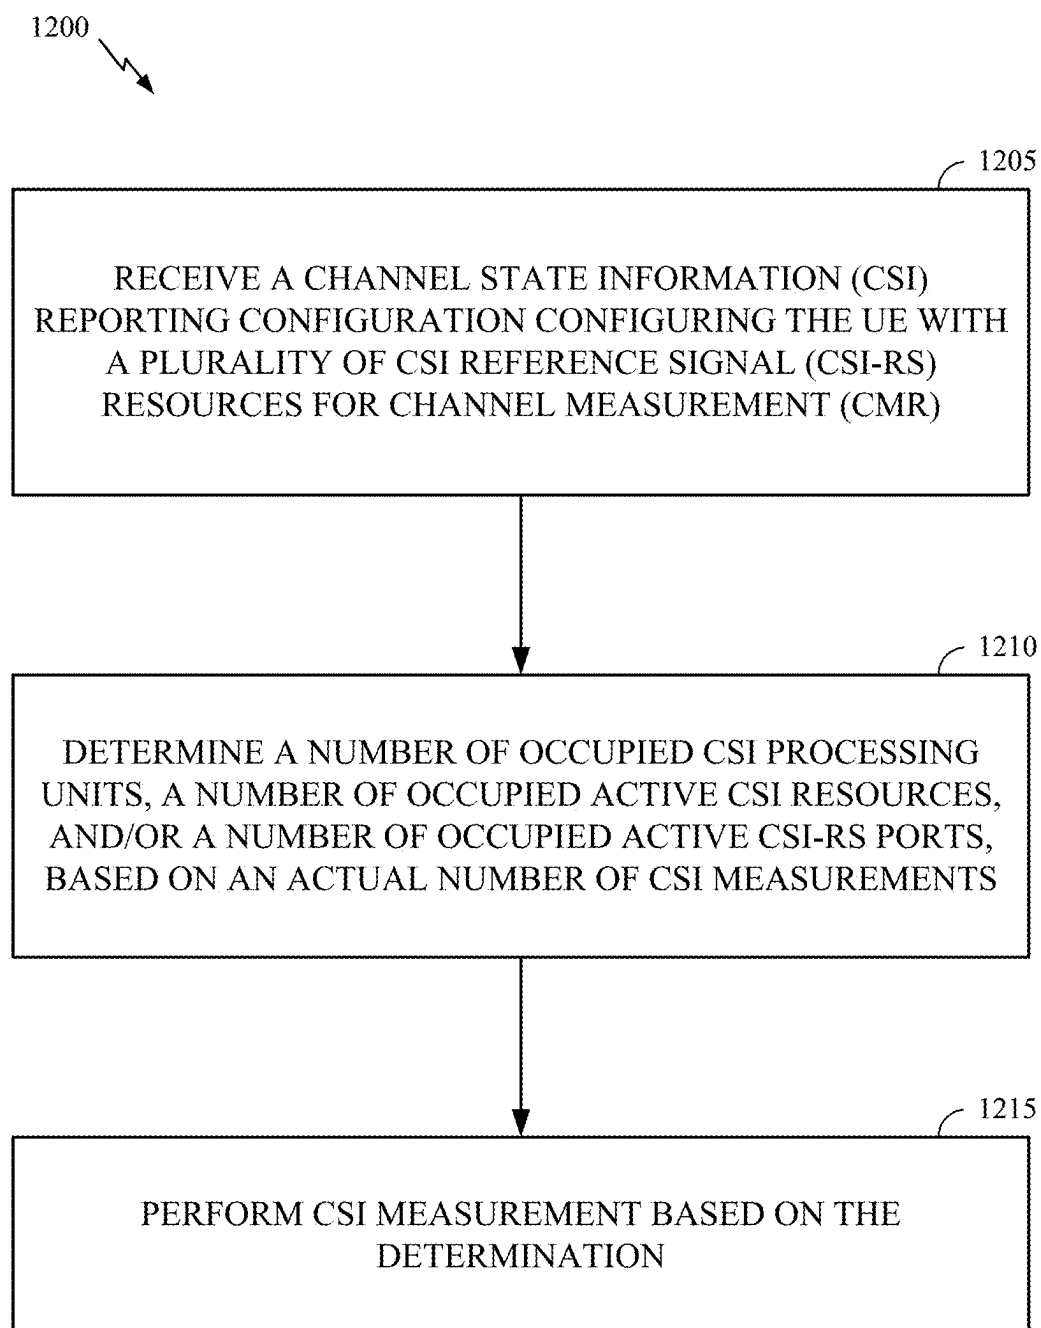 1200
1205
RECEIVE A CHANNEL STATE INFORMATION (CSI)
REPORTING CONFIGURATION CONFIGURING THE UE WITH
A PLURALITY OF CSI REFERENCE SIGNAL (CSI-RS)
RESOURCES FOR CHANNEL MEASUREMENT (CMR)
1210
DETERMINE A NUMBER OF OCCUPIED CSI PROCESSING
UNITS, A NUMBER OF OCCUPIED ACTIVE CSI RESOURCES,
AND/OR A NUMBER OF OCCUPIED ACTIVE CSI-RS PORTS,
BASED ON AN ACTUAL NUMBER OF CSI MEASUREMENTS
1215
PERFORM CSI MEASUREMENT BASED ON THE
DETERMINATION